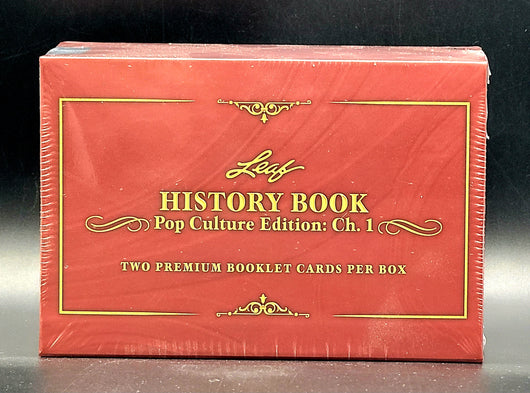 Leaf
HISTORY BOOK
Pop Culture Edition: Ch. 1
TWO PREMIUM BOOKLET CARDS PER BOX